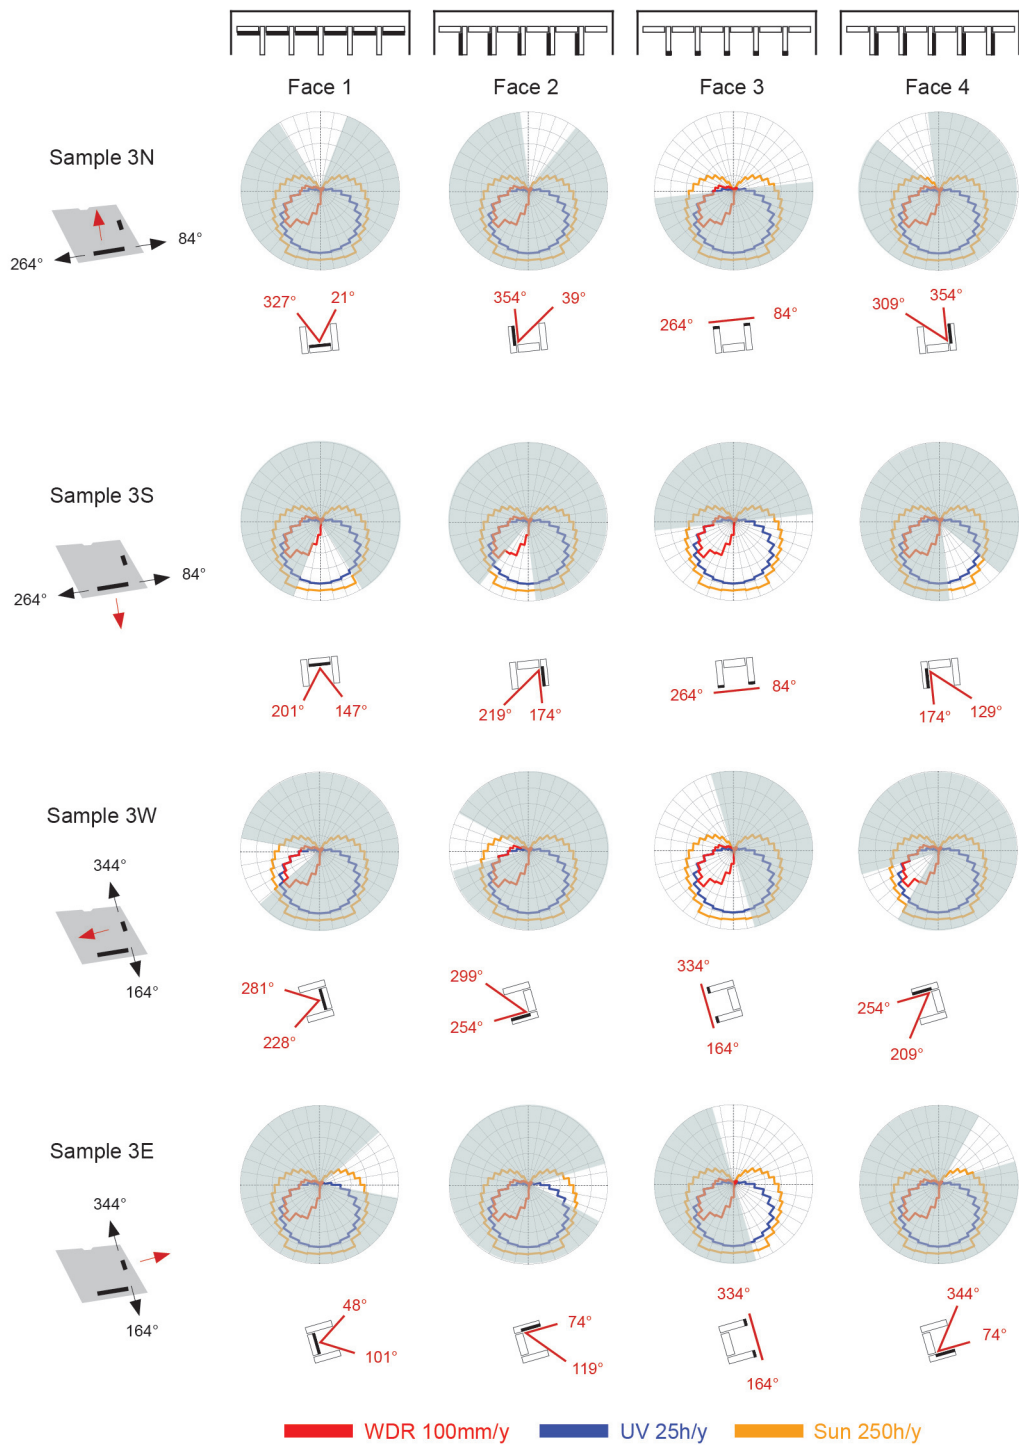 Face 1 Face 2 Face 3 Face 4
Sample 3N
84°
264°
327° 21° 354° 39° 264° 84° 309° 354°
Sample 3S
84°
264°
201° 147° 219° 174° 264° 84° 174° 129°
Sample 3W
344°
164°
281° 228° 299° 254° 334° 164° 254° 209°
Sample 3E
344°
164°
48° 101° 74° 119° 334° 164° 344° 74°
WDR 100mm/y UV 25h/y Sun 250h/y